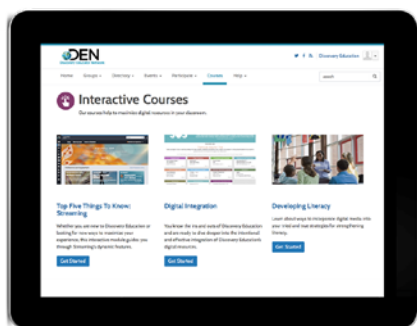 DEN
Discovery Education
Home Groups Directory Events Participate Courses Help
search
Interactive Courses
Our courses help to maximize digital resources in your classroom.
Top Five Things To Know:
Streaming
Whether you are new to Discovery Education or
looking for new ways to maximize your
experience, this interactive module guides you
through Streaming's dynamic features.
Get Started
Digital Integration
You know the ins and outs of Discovery Education
and are ready to dive deeper into the intentional
and effective integration of Discovery Education's
digital resources.
Get Started
Developing Literacy
Learn about ways to incorporate digital media into
your
strategies for strengthening
literacy.
Get Started